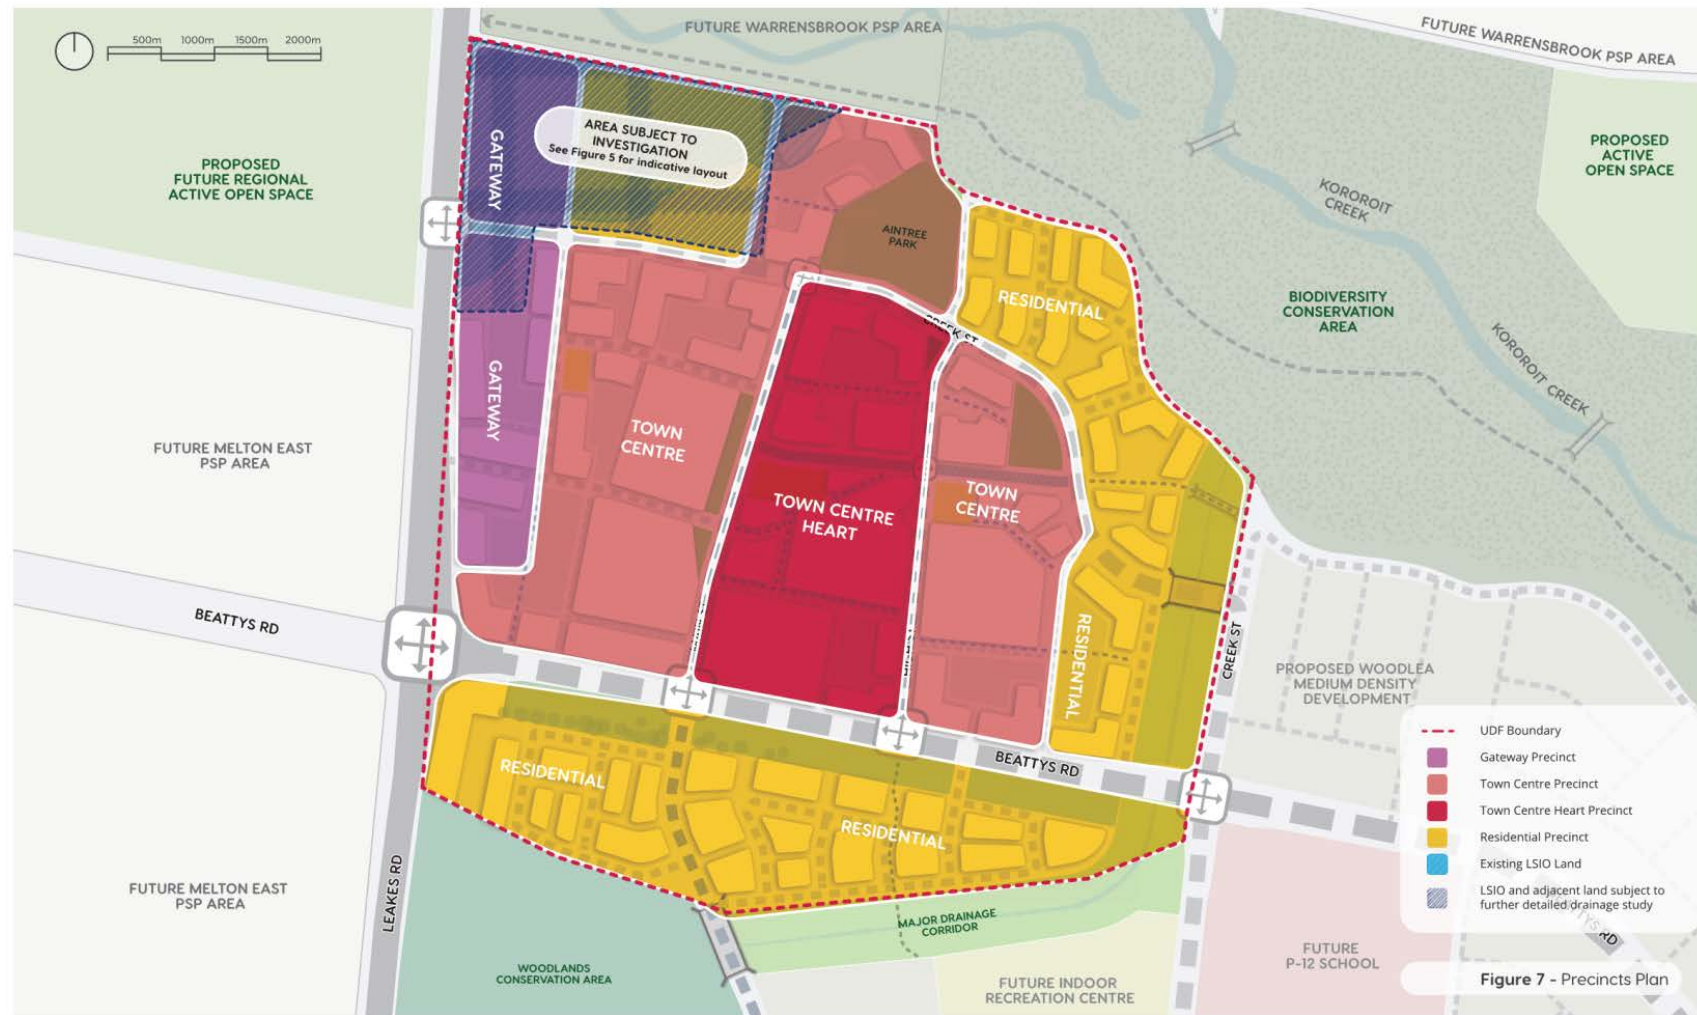 FUTURE WARRENSBROOK PSP AREA
FUTURE WARRENSBROOK PSP AREA
500m 1000m 1500m 2000m
PROPOSED
FUTURE REGIONAL
ACTIVE OPEN SPACE
GATEWAY
AREA SUBJECT TO
INVESTIGATION
See Figure 5 for indicative layout
PROPOSED
ACTIVE
OPEN SPACE
KOROROIT
CREEK
AINTREE
PARK
RESIDENTIAL
BIODIVERSITY
CONSERVATION
AREA
CREEK ST
KOROROIT CREEK
GATEWAY
TOWN
CENTRE
FUTURE MELTON EAST
PSP AREA
TOWN CENTRE
HEART
TOWN
CENTRE
BEATTYS RD
RESIDENTIAL
CREEK ST
PROPOSED WOODLEA
MEDIUM DENSITY
DEVELOPMENT
BEATTYS RD
RESIDENTIAL
RESIDENTIAL
FUTURE MELTON EAST
PSP AREA
LEAKES RD
MAJOR DRAINAGE
CORRIDOR
WOODLANDS
CONSERVATION AREA
FUTURE INDOOR
RECREATION CENTRE
FUTURE
P-12 SCHOOL
UDF Boundary
Gateway Precinct
Town Centre Precinct
Town Centre Heart Precinct
Residential Precinct
Existing LSIO Land
LSIO and adjacent land subject to
further detailed drainage study
RD
Figure 7 - Precincts Plan